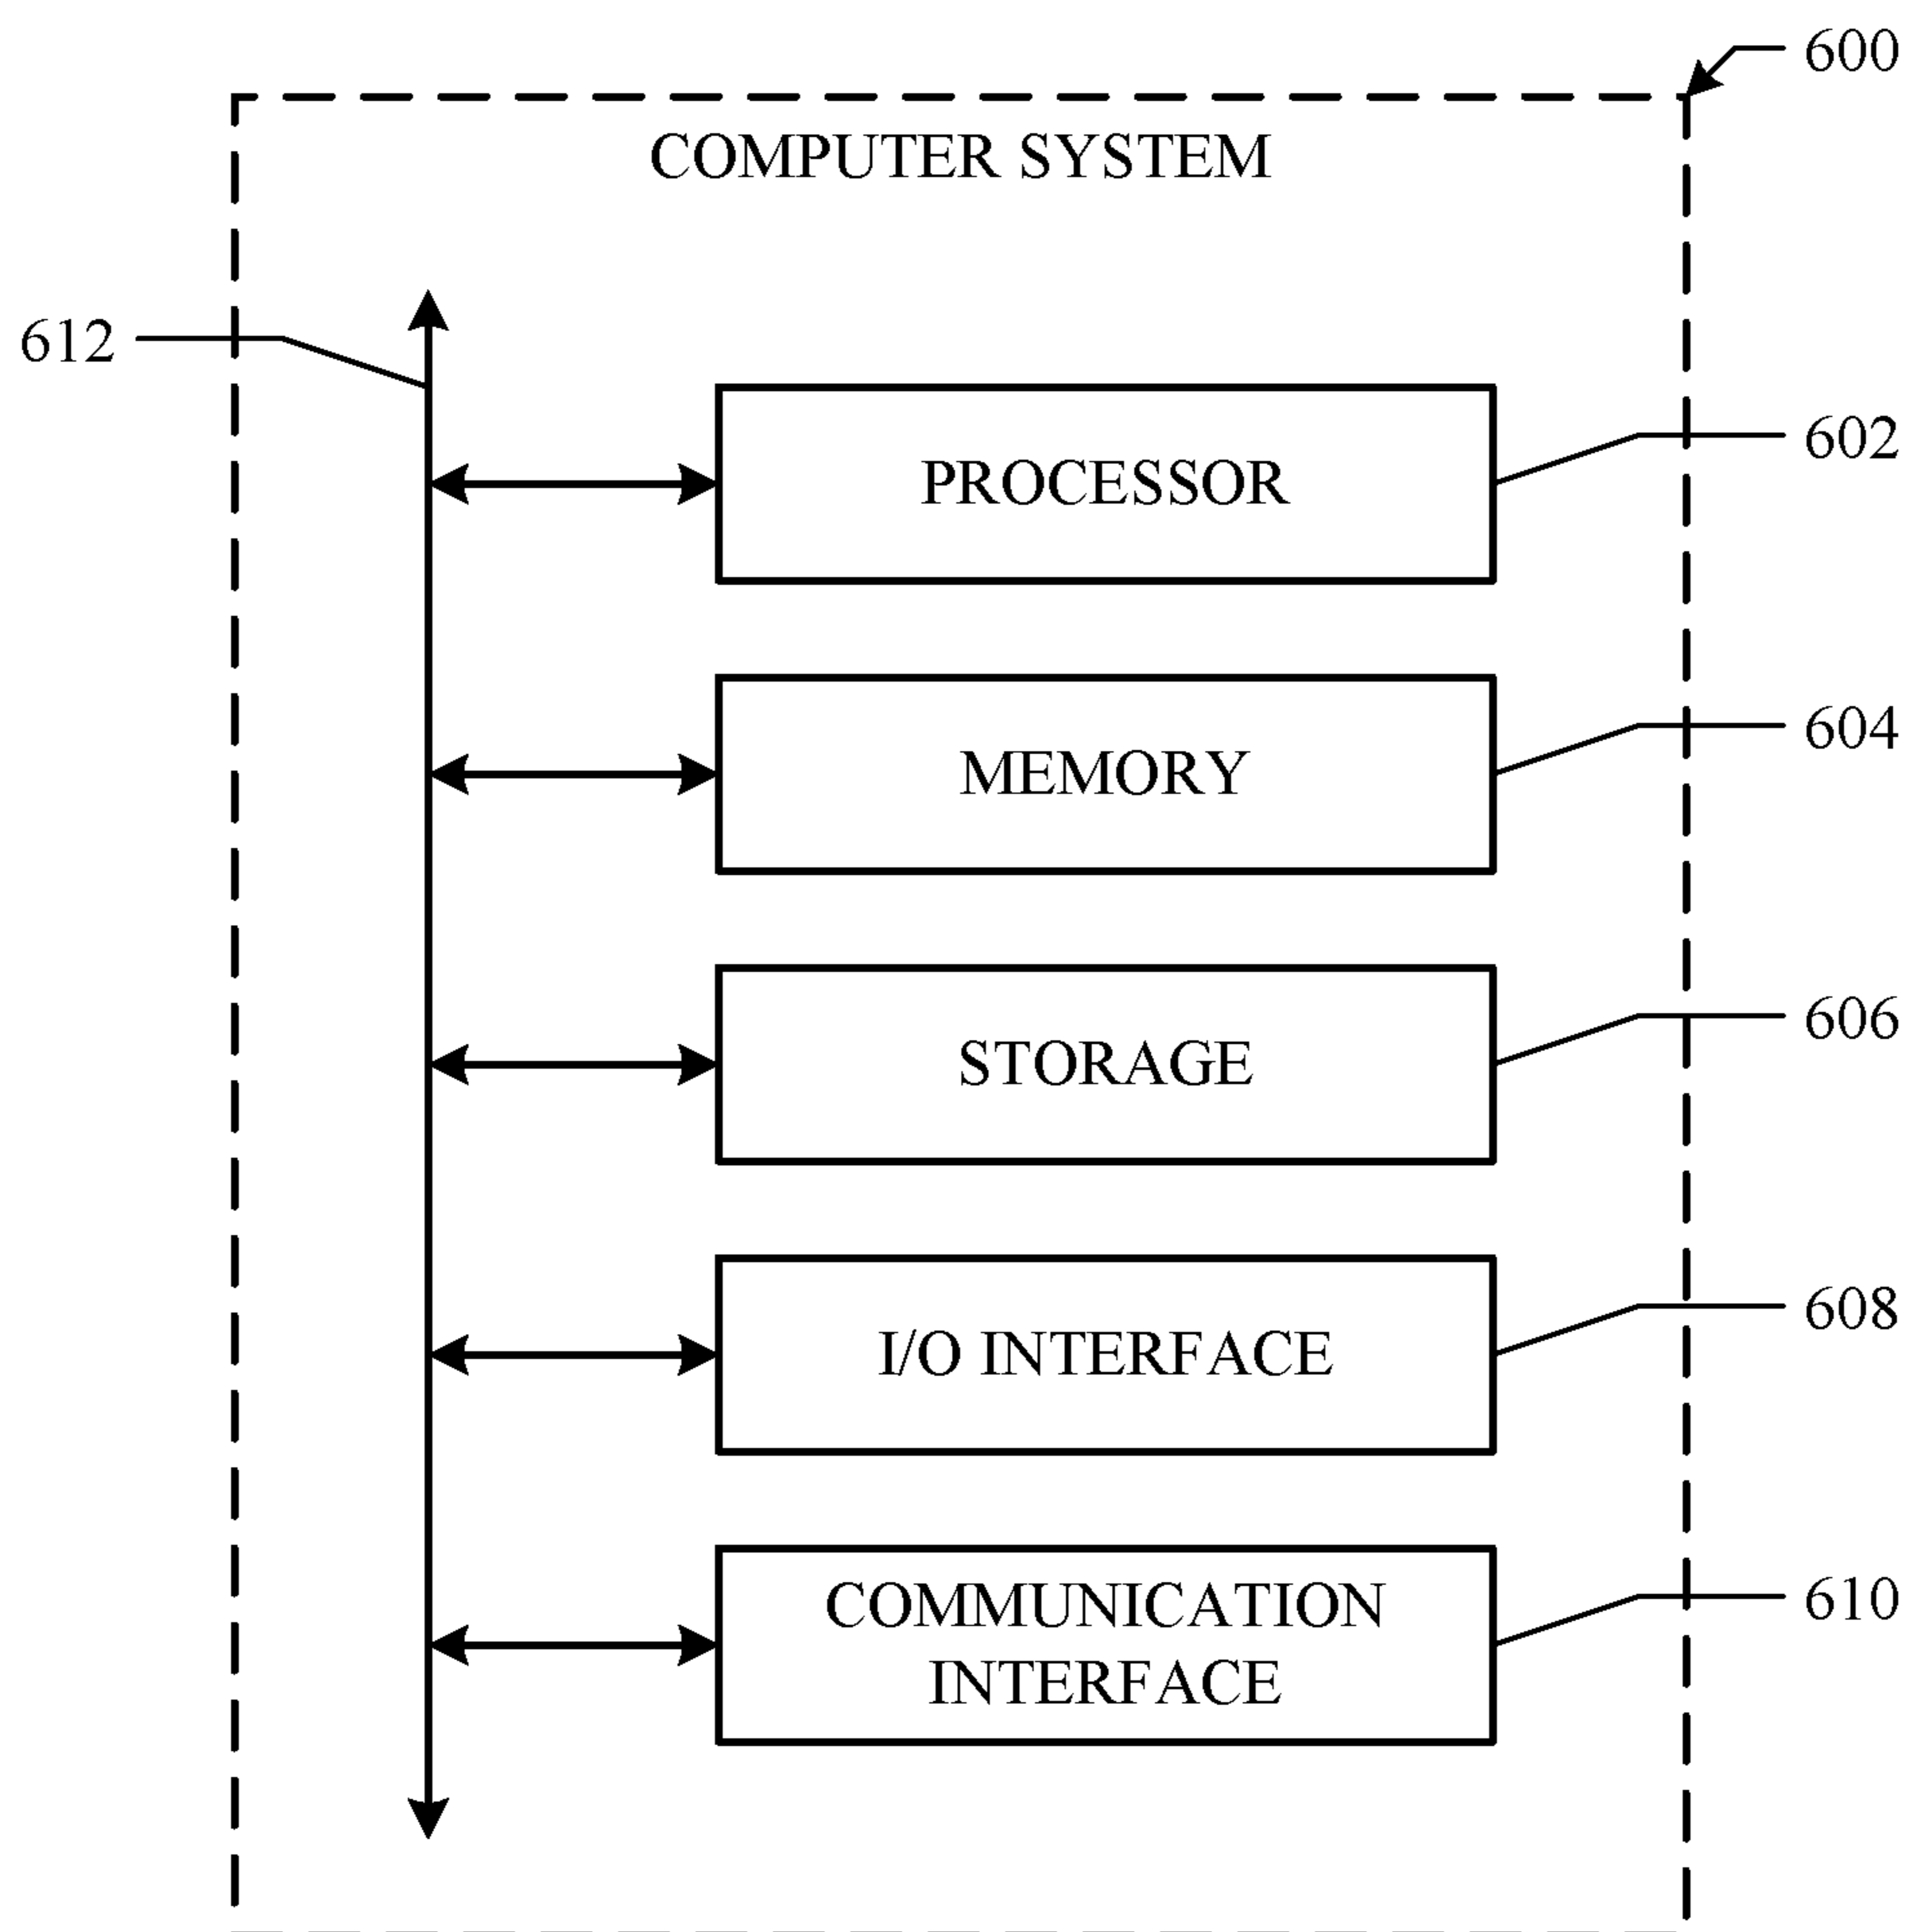 600
COMPUTER SYSTEM
612
602
PROCESSOR
604
MEMORY
606
STORAGE
608
I/O INTERFACE
610
COMMUNICATION
INTERFACE